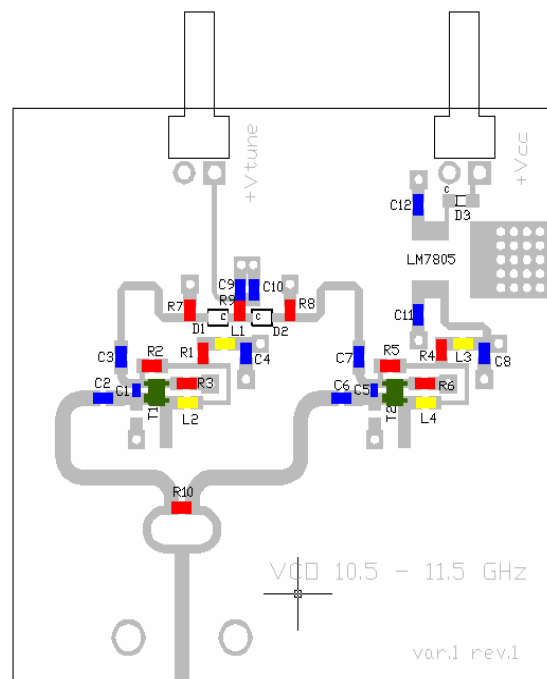 +Vtune
+Vcc
C
C12
D3
LM7805
C9
C10
R7
R9
R8
C
C
D1
L1
D2
C11
C3
R2
R1
C4
C7
R5
R4
L3
C8
C2
C1
R3
C6
C5
R6
T1
L2
T2
L4
R10
VCO 10.5 - 11.5 GHz
var.1 rev.1